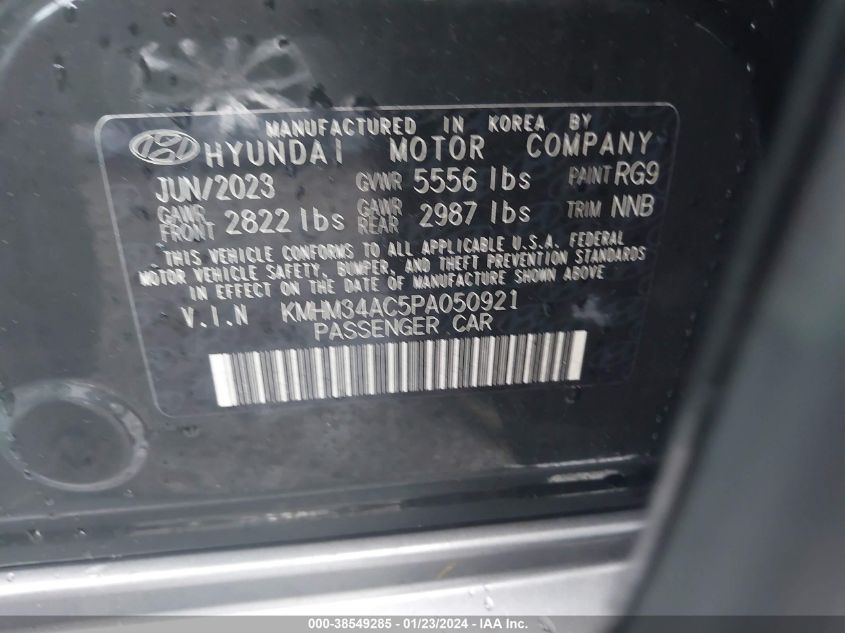 MANUFACTURED IN KOREA BY
HYUNDAI MOTOR COMPANY
JUN/2023 GVWR 5556 lbs PAINT RG9
GAWR FRONT 2822 lbs GAWR REAR 2987 lbs TRIM NNB
THIS VEHICLE CONFORMS TO ALL APPLICABLE U.S.A. FEDERAL
MOTOR VEHICLE SAFETY, BUMPER, AND THEFT PREVENTION STANDARDS
IN EFFECT ON THE DATE OF MANUFACTURE SHOWN ABOVE
V.I.N KMHM34AC5PA050921
PASSENGER CAR
000-38549285 - 01/23/2024 - IAA Inc.